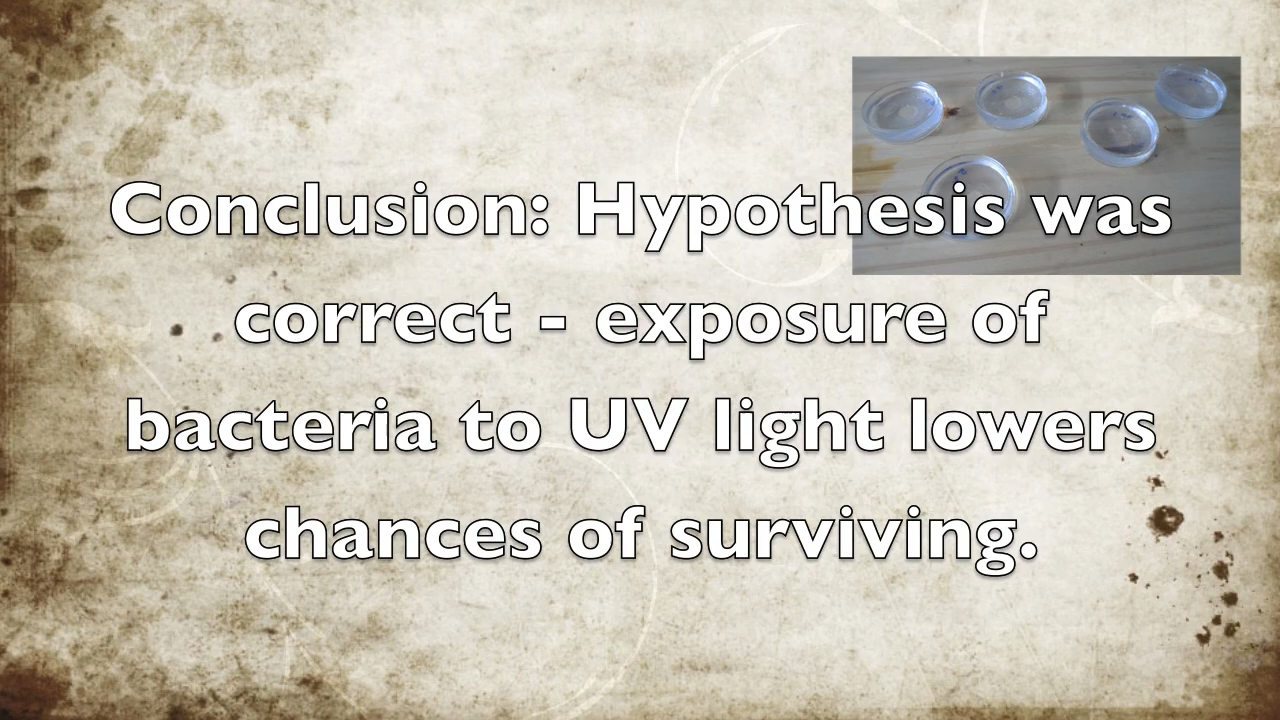 Conclusion: Hypothesis was
correct - exposure of
bacteria to UV light lowers
chances of surviving.